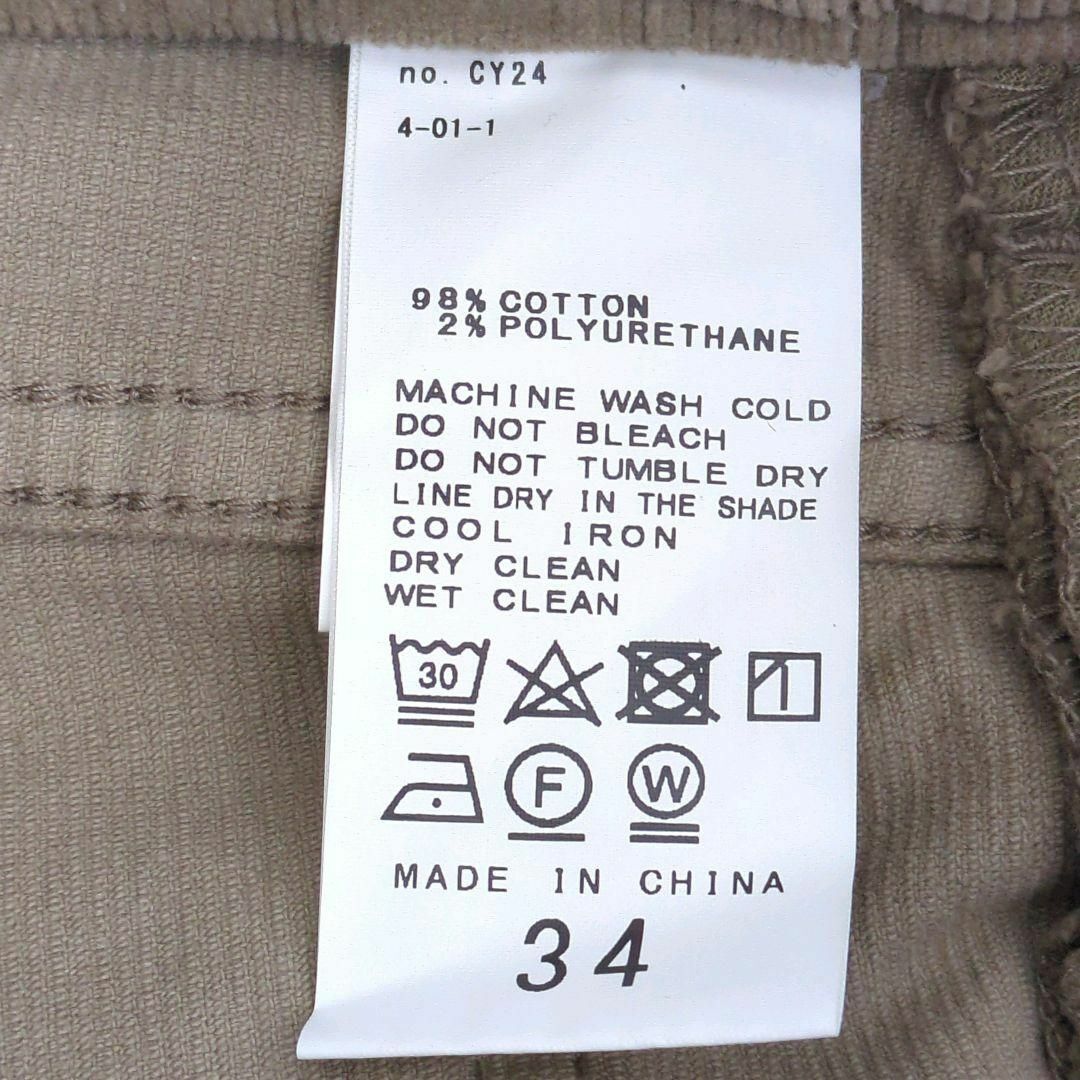 no. CY24
4-01-1
98% COTTON
2% POLYURETHANE
MACHINE WASH COLD
DO NOT BLEACH
DO NOT TUMBLE DRY
LINE DRY IN THE SHADE
COOL IRON
DRY CLEAN
WET CLEAN
30
F W
MADE IN CHINA
34